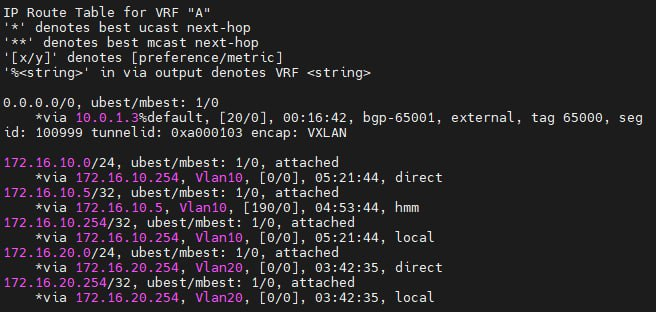 IP Route Table for VRF "A"
'*' denotes best ucast next-hop
'**' denotes best mcast next-hop
'[x/y]' denotes [preference/metric]
'%<string>' in via output denotes VRF <string>

0.0.0.0/0, ubest/mbest: 1/0
    *via 10.0.1.3%default, [20/0], 00:16:42, bgp-65001, external, tag 65000, seg
id: 100999 tunnelid: 0xa000103 encap: VXLAN

172.16.10.0/24, ubest/mbest: 1/0, attached
    *via 172.16.10.254, Vlan10, [0/0], 05:21:44, direct
172.16.10.5/32, ubest/mbest: 1/0, attached
    *via 172.16.10.5, Vlan10, [190/0], 04:53:44, hmm
172.16.10.254/32, ubest/mbest: 1/0, attached
    *via 172.16.10.254, Vlan10, [0/0], 05:21:44, local
172.16.20.0/24, ubest/mbest: 1/0, attached
    *via 172.16.20.254, Vlan20, [0/0], 03:42:35, direct
172.16.20.254/32, ubest/mbest: 1/0, attached
    *via 172.16.20.254, Vlan20, [0/0], 03:42:35, local